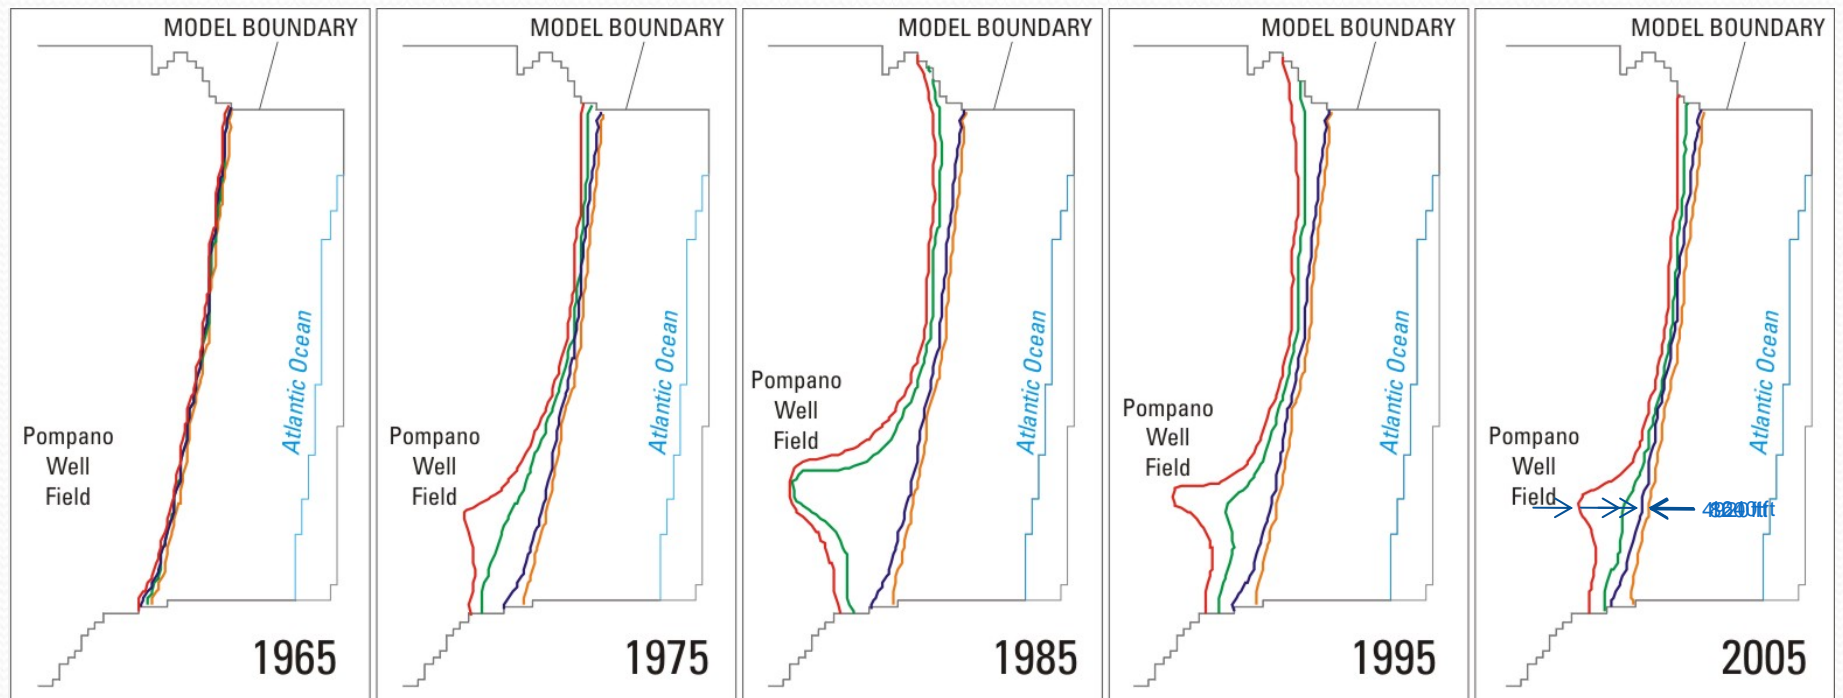 MODEL BOUNDARY
Pompano
Well
Field
Atlantic Ocean
1965
MODEL BOUNDARY
Pompano
Well
Field
Atlantic Ocean
1975
MODEL BOUNDARY
Pompano
Well
Field
Atlantic Ocean
1985
MODEL BOUNDARY
Pompano
Well
Field
Atlantic Ocean
1995
MODEL BOUNDARY
Pompano
Well
Field
Atlantic Ocean
2005